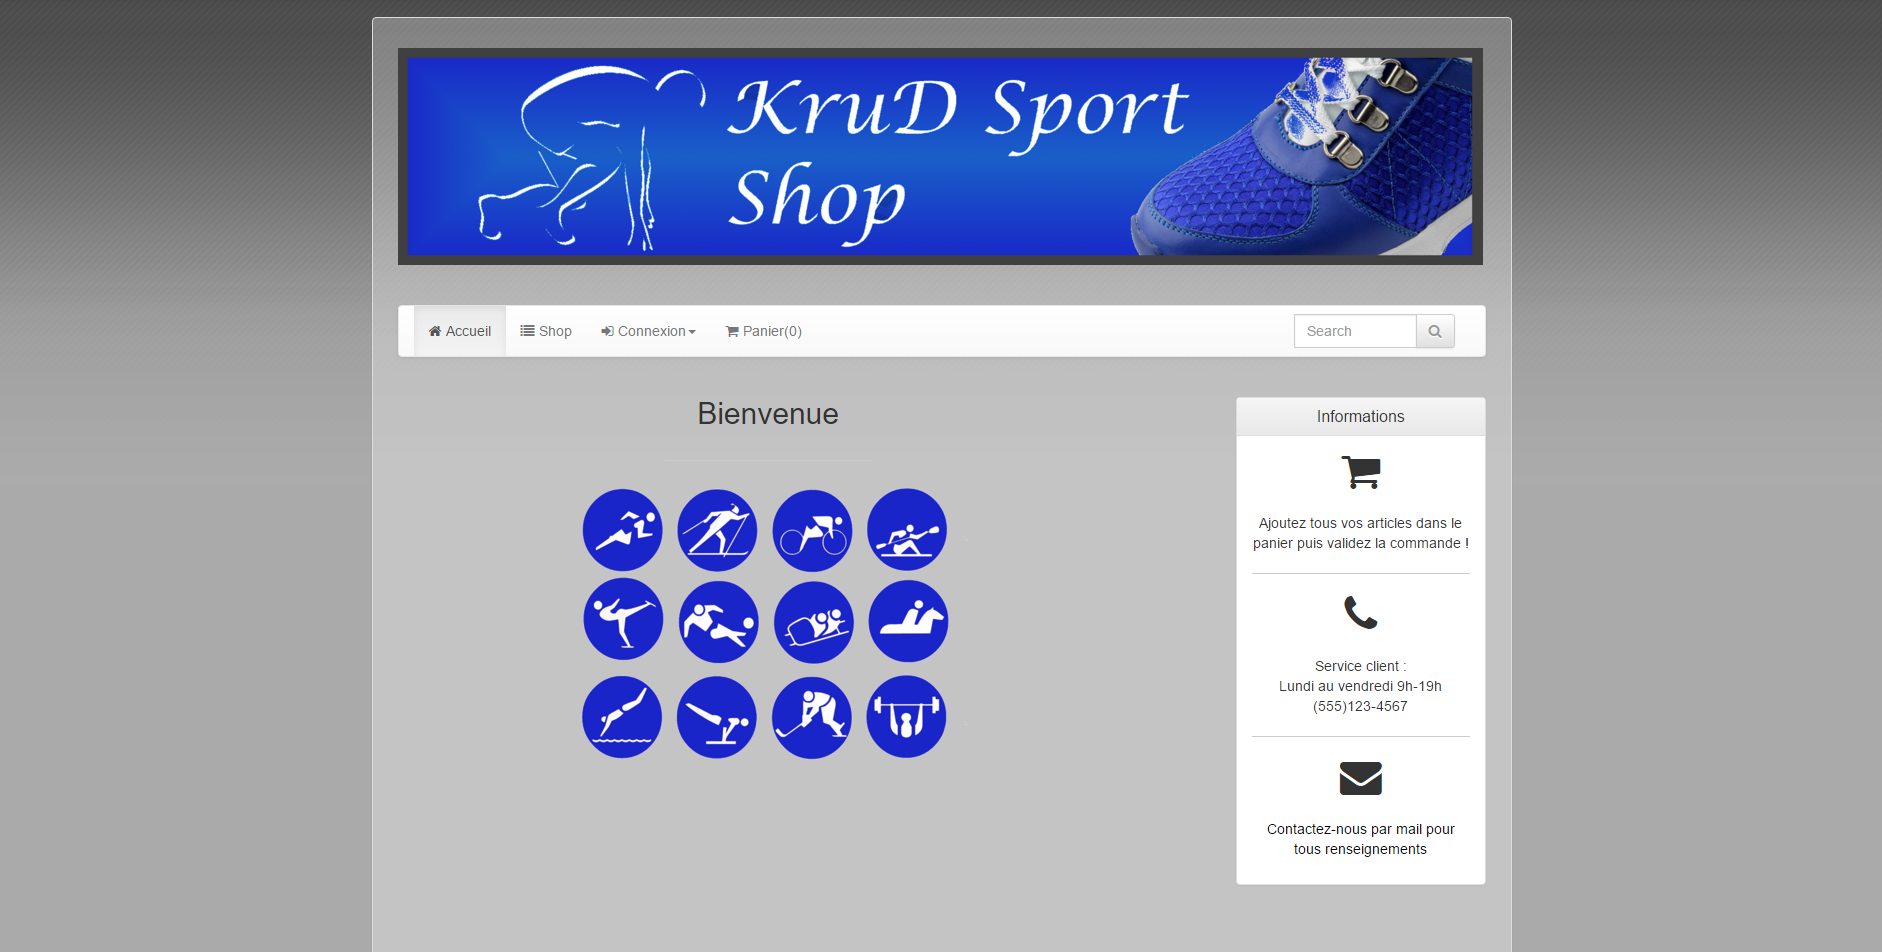 KruD Sport
Shop
Accueil
Shop
Connexion
Panier(0)
Search
Bienvenue
Informations
Ajoutez tous vos articles dans le
panier puis validez la commande !
Service client :
Lundi au vendredi 9h-19h
(555)123-4567
Contactez-nous par mail pour
tous renseignements